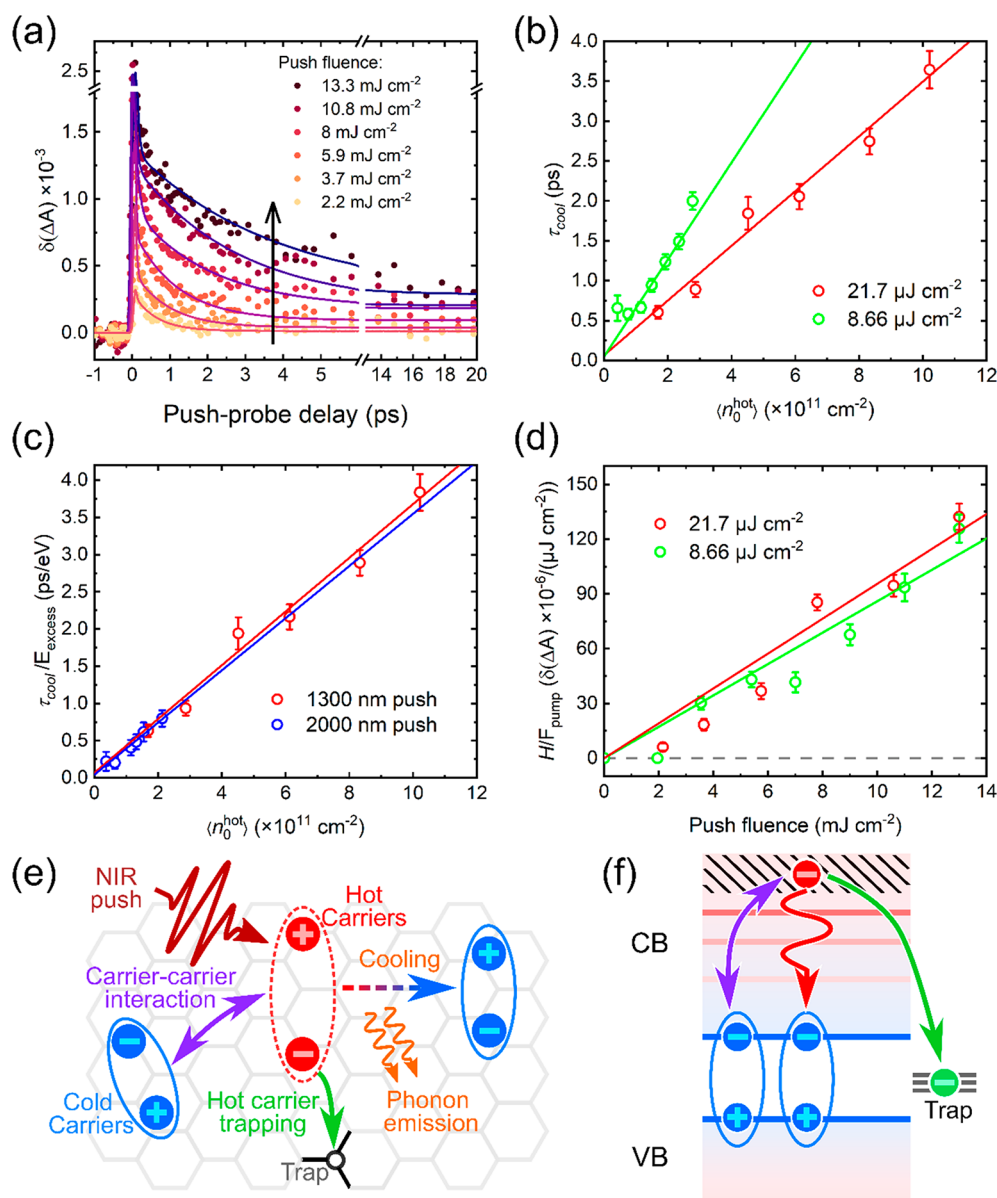 (a)
δ(ΔA) ×10⁻³
2.5
1.5
1.0
0.5
0.0
Push fluence:
13.3 mJ cm⁻²
10.8 mJ cm⁻²
8 mJ cm⁻²
5.9 mJ cm⁻²
3.7 mJ cm⁻²
2.2 mJ cm⁻²
-1 0 1 2 3 4 5 14 16 18 20
Push-probe delay (ps)
(b)
τcool (ps)
4.0
3.5
3.0
2.5
2.0
1.5
1.0
0.5
0.0
21.7 µJ cm⁻²
8.66 µJ cm⁻²
0 2 4 6 8 10 12
⟨n₀ʰᵒᵗ⟩ (×10¹¹ cm⁻²)
(c)
τcool/Eexcess (ps/eV)
4.0
3.5
3.0
2.5
2.0
1.5
1.0
0.5
0.0
1300 nm push
2000 nm push
0 2 4 6 8 10 12
⟨n₀ʰᵒᵗ⟩ (×10¹¹ cm⁻²)
(d)
H/Fpump (δ(ΔA) ×10⁻⁶/(µJ cm⁻²))
150
120
90
60
30
0
21.7 µJ cm⁻²
8.66 µJ cm⁻²
0 2 4 6 8 10 12 14
Push fluence (mJ cm⁻²)
(e)
NIR
push
Hot
Carriers
Cooling
Carrier-carrier
interaction
Cold
Carriers
Hot carrier
trapping
Phonon
emission
Trap
(f)
CB
Trap
VB